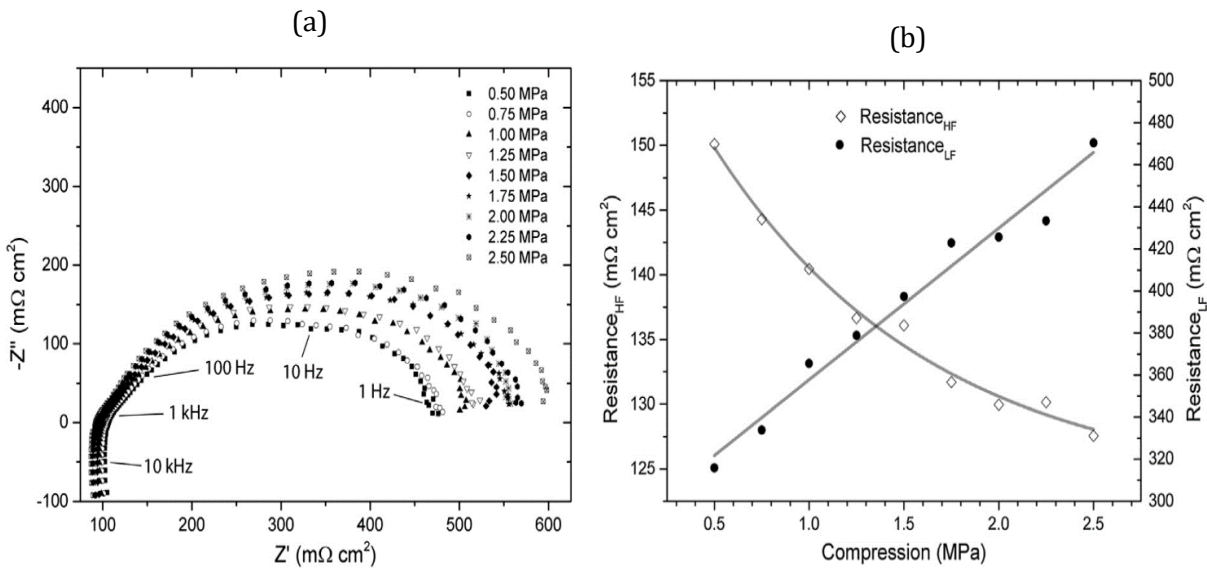 (a)
400
300
200
100
0
-100
-Z'' (mΩ cm²)
100
200
300
400
500
600
Z' (mΩ cm²)
0.50 MPa
0.75 MPa
1.00 MPa
1.25 MPa
1.50 MPa
1.75 MPa
2.00 MPa
2.25 MPa
2.50 MPa
100 Hz
10 Hz
1 Hz
1 kHz
10 kHz
(b)
155
150
145
140
135
130
125
Resistance_HF (mΩ cm²)
0.5
1.0
1.5
2.0
2.5
Compression (MPa)
500
480
460
440
420
400
380
360
340
320
300
Resistance_LF (mΩ cm²)
Resistance_HF
Resistance_LF